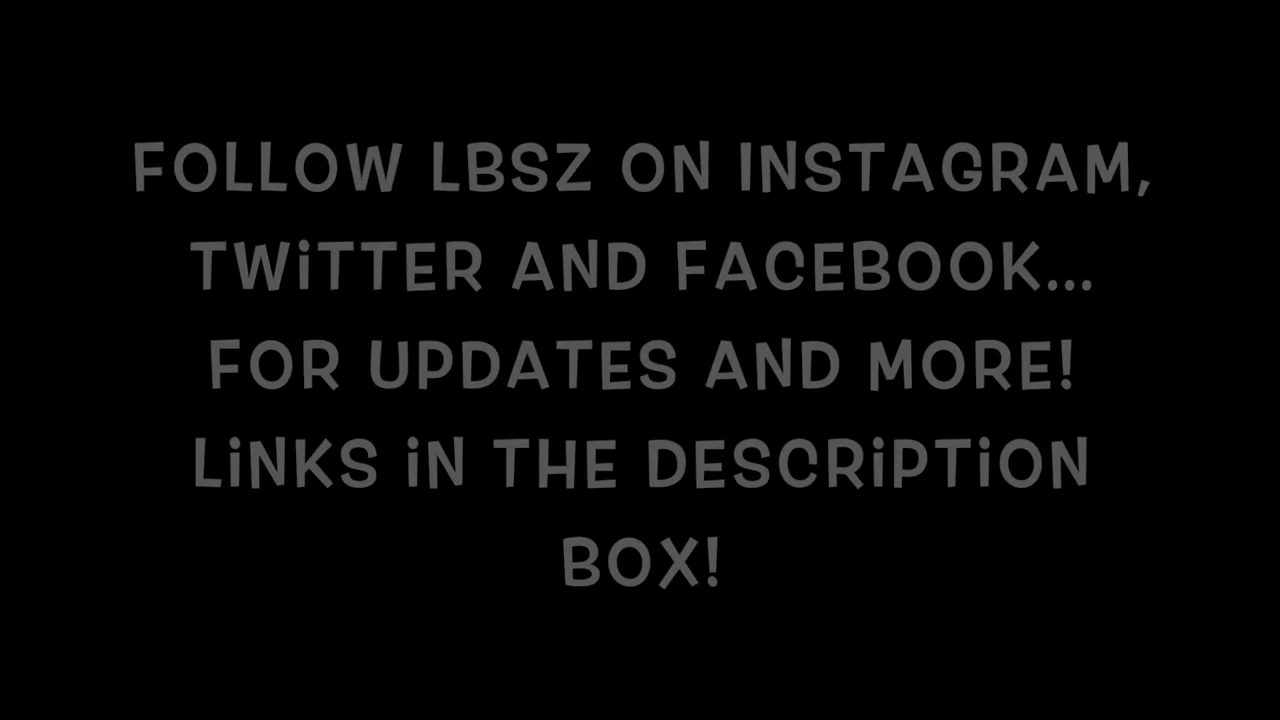 FOLLOW LBSZ ON INSTAGRAM,
TWiTTER AND FACEBOOK...
FOR UPDATES AND MORE!
LiNKS iN THE DESCRiPTiON
BOX!